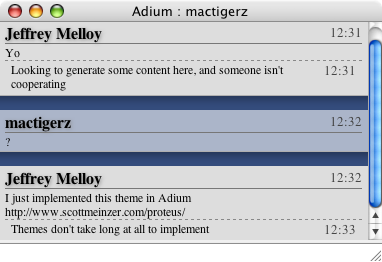 Adium : mactigerz
Jeffrey Melloy 12:31
Yo
Looking to generate some content here, and someone isn't 12:31
cooperating
mactigerz 12:32
?
Jeffrey Melloy 12:32
I just implemented this theme in Adium
http://www.scottmeinzer.com/proteus/
Themes don't take long at all to implement 12:33